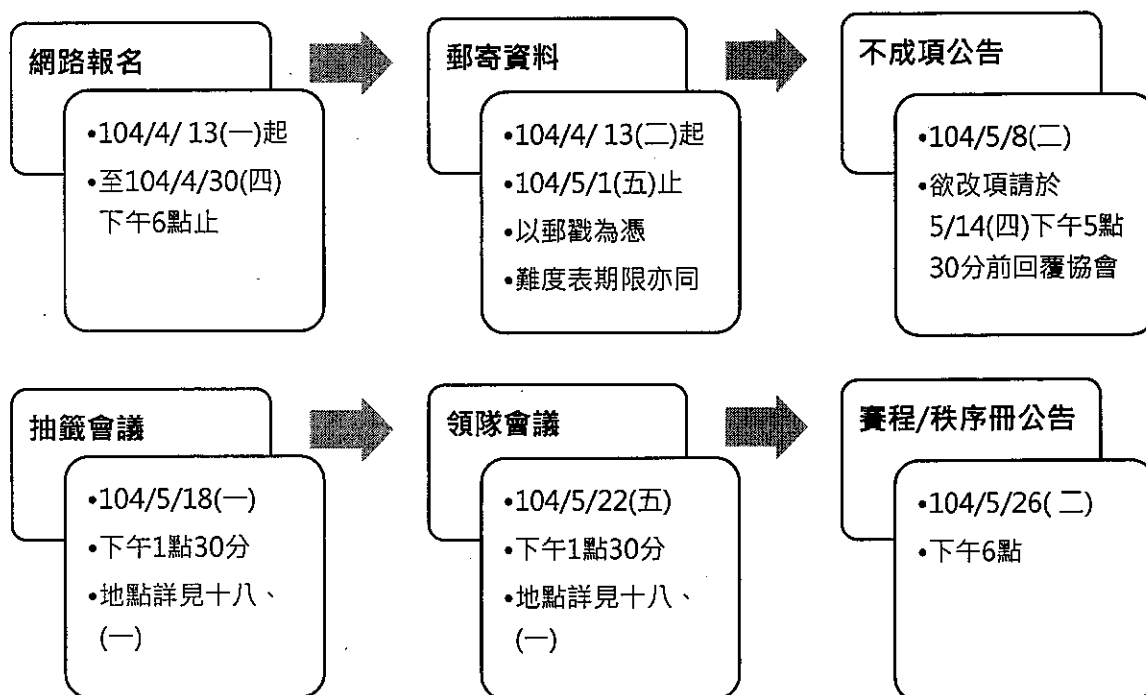 網路報名
•104/4/ 13(一)起
•至104/4/30(四)
下午6點止
郵寄資料
•104/4/ 13(二)起
•104/5/1(五)止
•以郵戳為憑
•難度表期限亦同
不成項公告
•104/5/8(二)
•欲改項請於
5/14(四)下午5點
30分前回覆協會
抽籤會議
•104/5/18(一)
•下午1點30分
•地點詳見十八、
(一)
領隊會議
•104/5/22(五)
•下午1點30分
•地點詳見十八、
(一)
賽程/秩序冊公告
•104/5/26( 二)
•下午6點